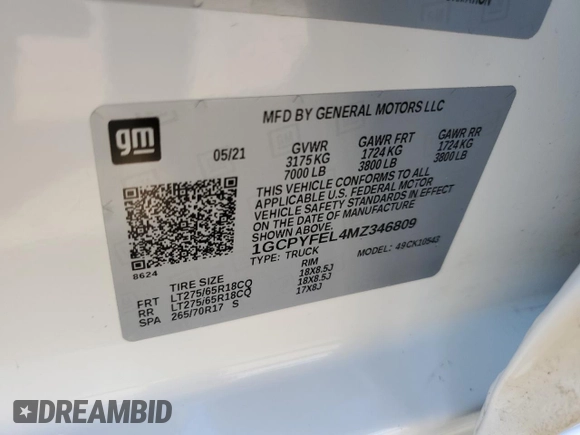 MFD BY GENERAL MOTORS LLC
gm
05/21 GVWR GAWR FRT GAWR RR
3175 KG 1724 KG 1724 KG
7000 LB 3800 LB 3800 LB
THIS VEHICLE CONFORMS TO ALL
APPLICABLE U.S. FEDERAL MOTOR
VEHICLE SAFETY STANDARDS IN EFFECT
ON THE DATE OF MANUFACTURE
SHOWN ABOVE.
1GCPYFEL4MZ346809
TYPE: TRUCK MODEL: 49CK10543
8624
TIRE SIZE RIM
FRT LT275/65R18CQ 18X8.5J
RR LT275/65R18CQ 18X8.5J
SPA 265/70R17 S 17X8J
DREAMBID